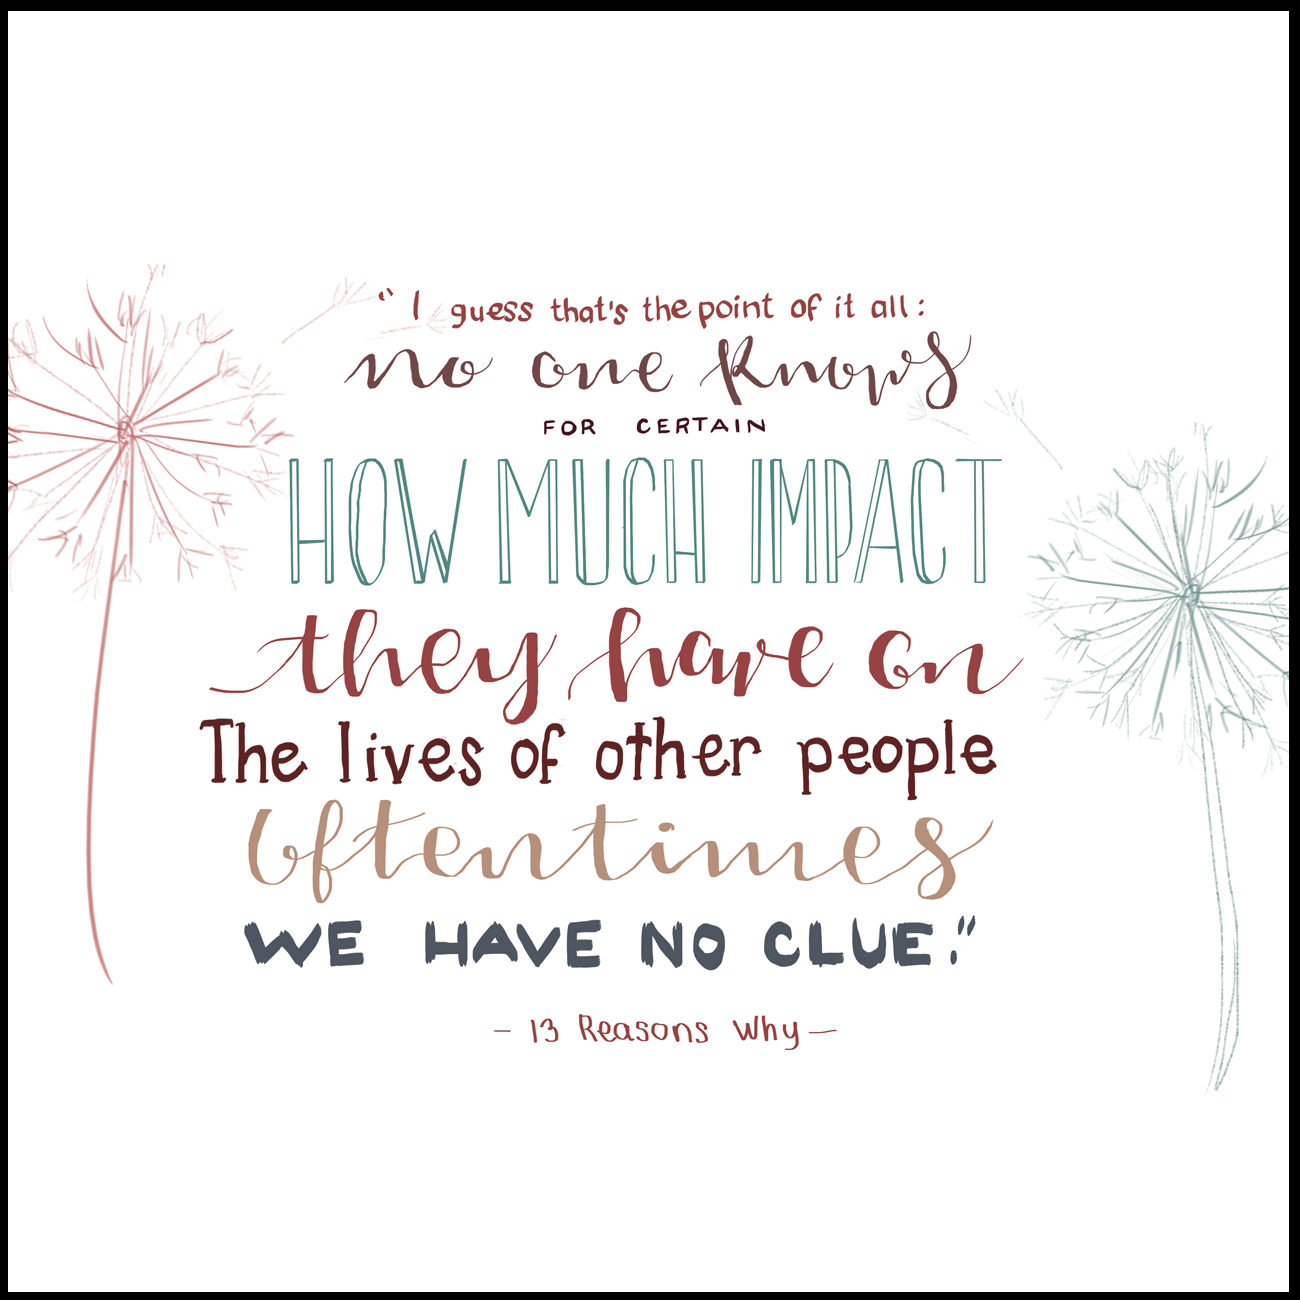 “ I guess that's the point of it all:
no one knows
FOR CERTAIN
HOW MUCH IMPACT
they have on
The lives of other people
Oftentimes
WE HAVE NO CLUE."
- 13 Reasons Why -